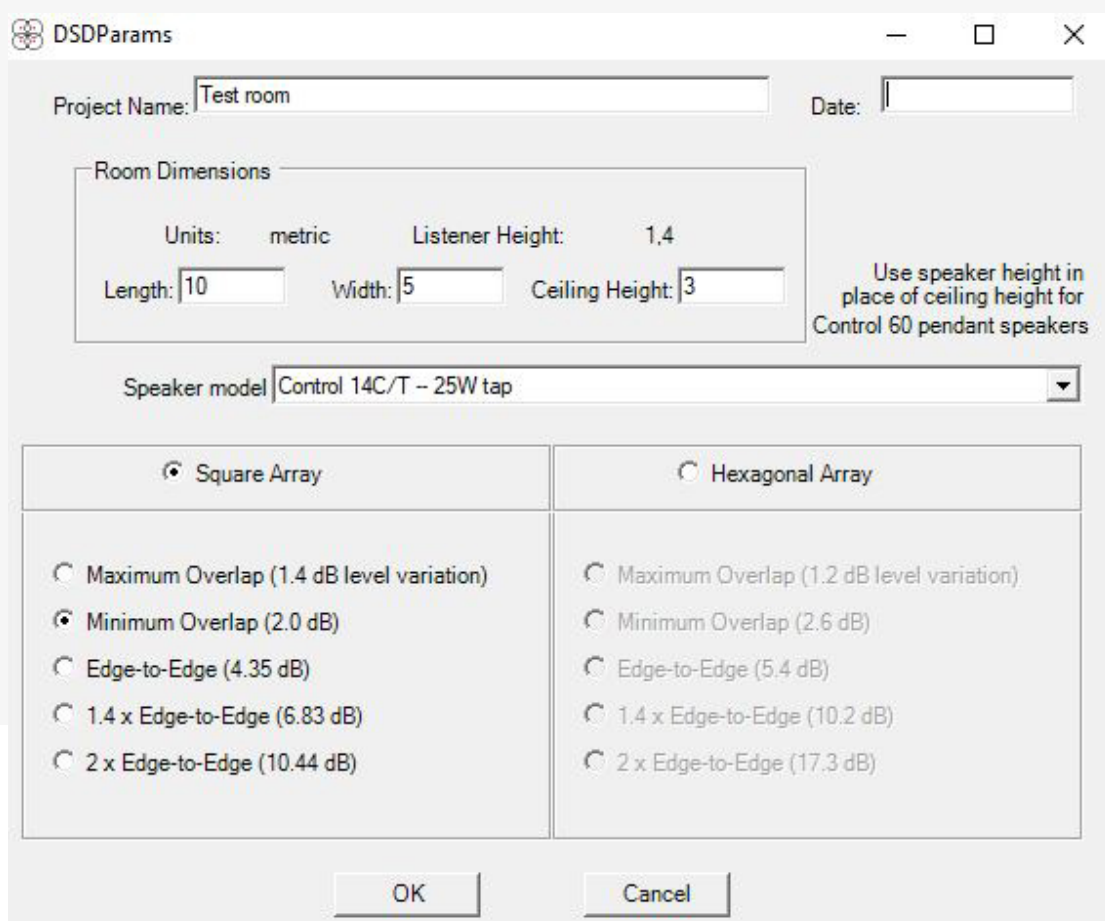 DSDParams
Project Name: Test room Date:
Room Dimensions
Units: metric Listener Height: 1,4
Length: 10 Width: 5 Ceiling Height: 3
Use speaker height in
place of ceiling height for
Control 60 pendant speakers
Speaker model Control 14C/T -- 25W tap
Square Array Hexagonal Array
Maximum Overlap (1.4 dB level variation) Maximum Overlap (1.2 dB level variation)
Minimum Overlap (2.0 dB) Minimum Overlap (2.6 dB)
Edge-to-Edge (4.35 dB) Edge-to-Edge (5.4 dB)
1.4 x Edge-to-Edge (6.83 dB) 1.4 x Edge-to-Edge (10.2 dB)
2 x Edge-to-Edge (10.44 dB) 2 x Edge-to-Edge (17.3 dB)
OK Cancel